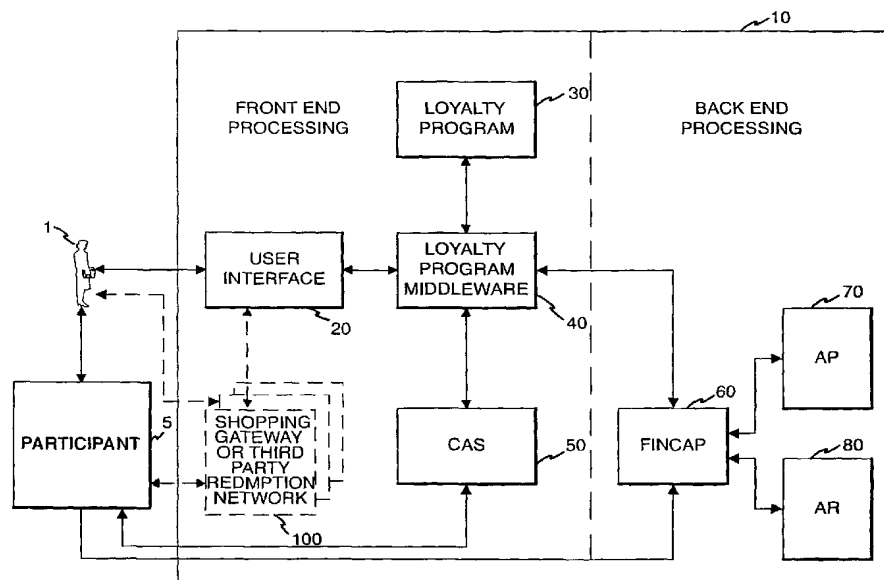 10
FRONT END
PROCESSING
LOYALTY
PROGRAM
30
BACK END
PROCESSING
1
USER
INTERFACE
20
LOYALTY
PROGRAM
MIDDLEWARE
40
70
AP
PARTICIPANT
5
SHOPPING
GATEWAY
OR THIRD
PARTY
REDMPTION
NETWORK
100
CAS
50
60
FINCAP
80
AR